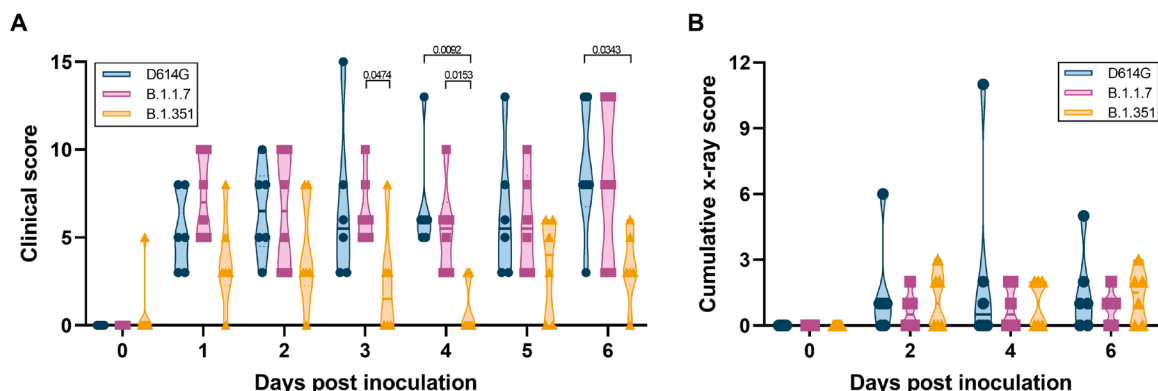 A
Clinical score
15
10
5
0
D614G
B.1.1.7
B.1.351
0.0474
0.0092
0.0153
0.0343
0 1 2 3 4 5 6
Days post inoculation
B
Cumulative x-ray score
12
9
6
3
0
D614G
B.1.1.7
B.1.351
0 2 4 6
Days post inoculation